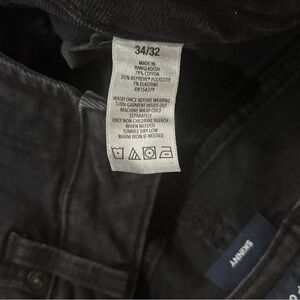 34/32
MADE IN
BANGLADESH
79% COTTON
20% REPREVE® POLYESTER
1% ELASTANE
WASH ONCE BEFORE WEARING
TURN GARMENT INSIDE OUT
MACHINE WASH COLD
SEPARATELY
ONLY NON-CHLORINE BLEACH
WHEN NEEDED
TUMBLE DRY LOW
WARM IRON IF NEEDED
SKINNY